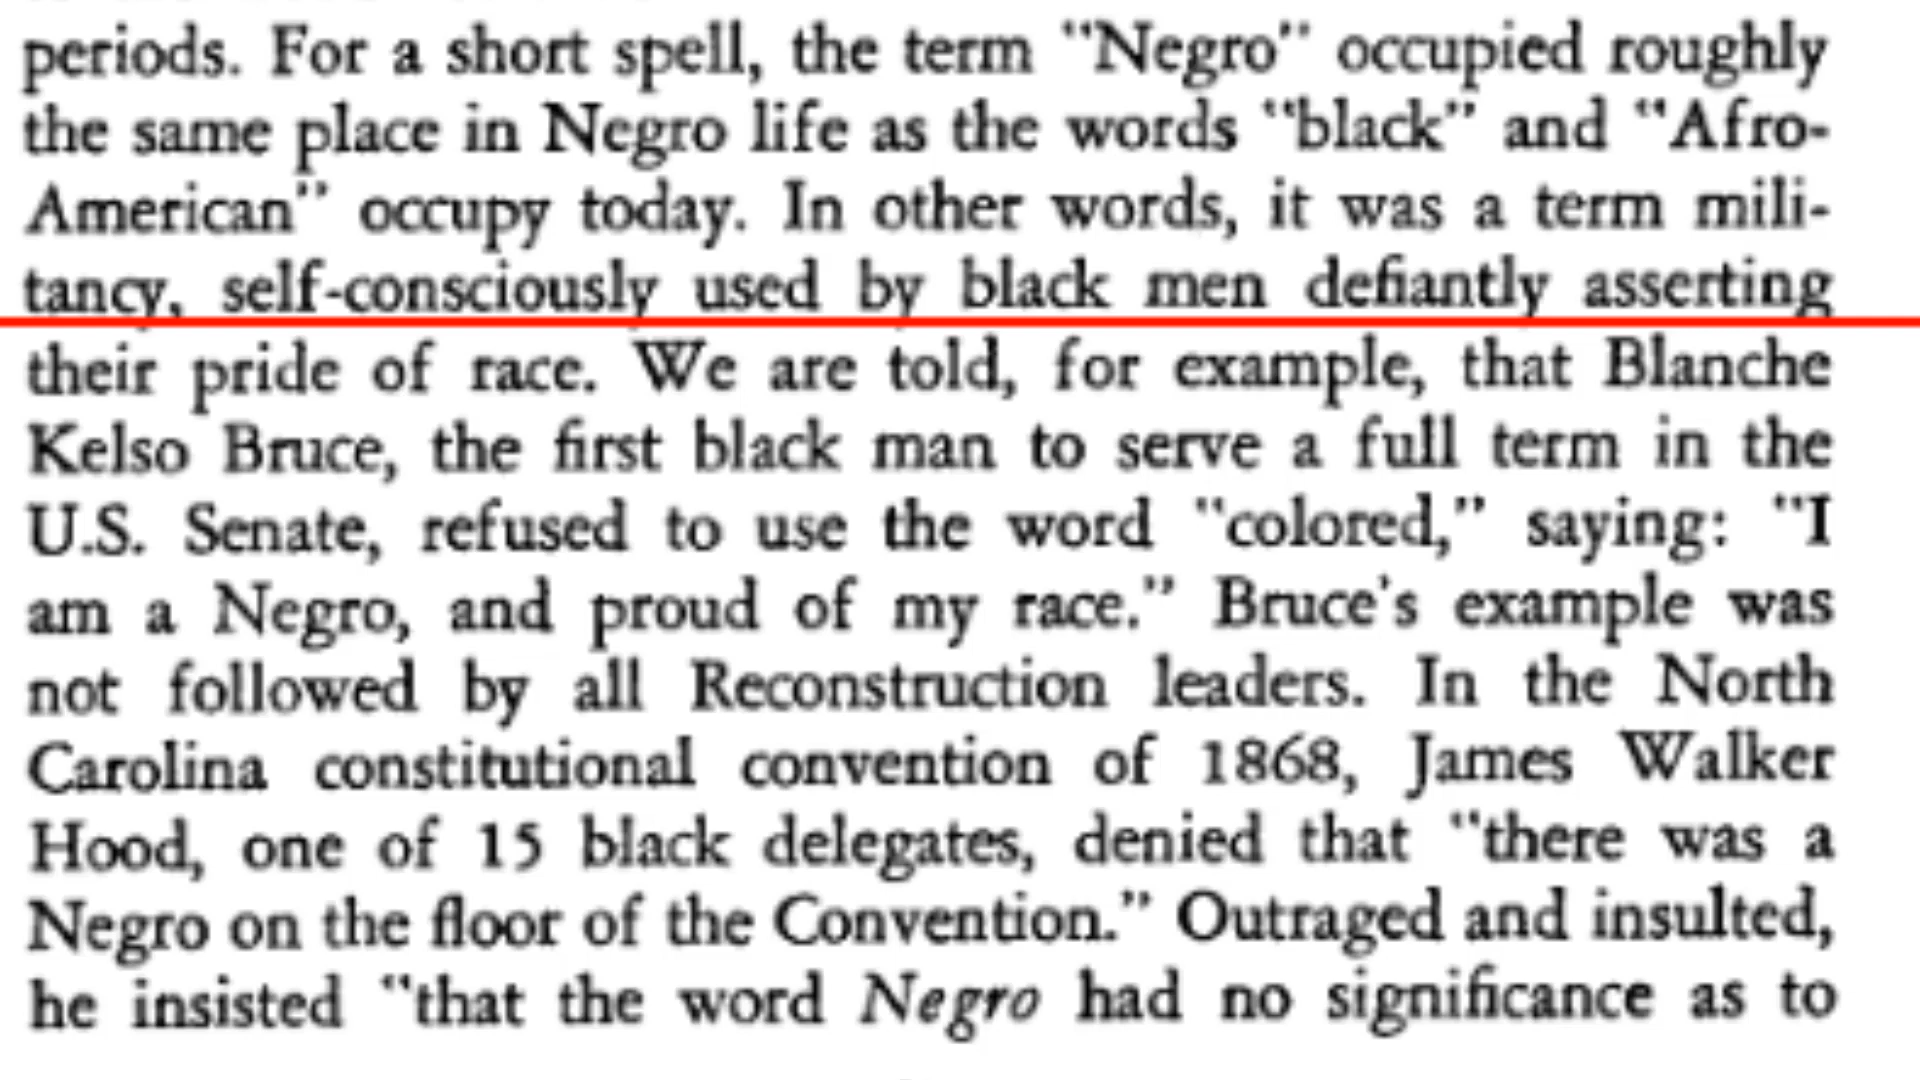 periods. For a short spell, the term "Negro" occupied roughly
the same place in Negro life as the words "black" and "Afro-
American" occupy today. In other words, it was a term mili-
tancy, self-consciously used by black men defiantly asserting
their pride of race. We are told, for example, that Blanche
Kelso Bruce, the first black man to serve a full term in the
U.S. Senate, refused to use the word "colored," saying: "I
am a Negro, and proud of my race." Bruce's example was
not followed by all Reconstruction leaders. In the North
Carolina constitutional convention of 1868, James Walker
Hood, one of 15 black delegates, denied that "there was a
Negro on the floor of the Convention." Outraged and insulted,
he insisted "that the word Negro had no significance as to